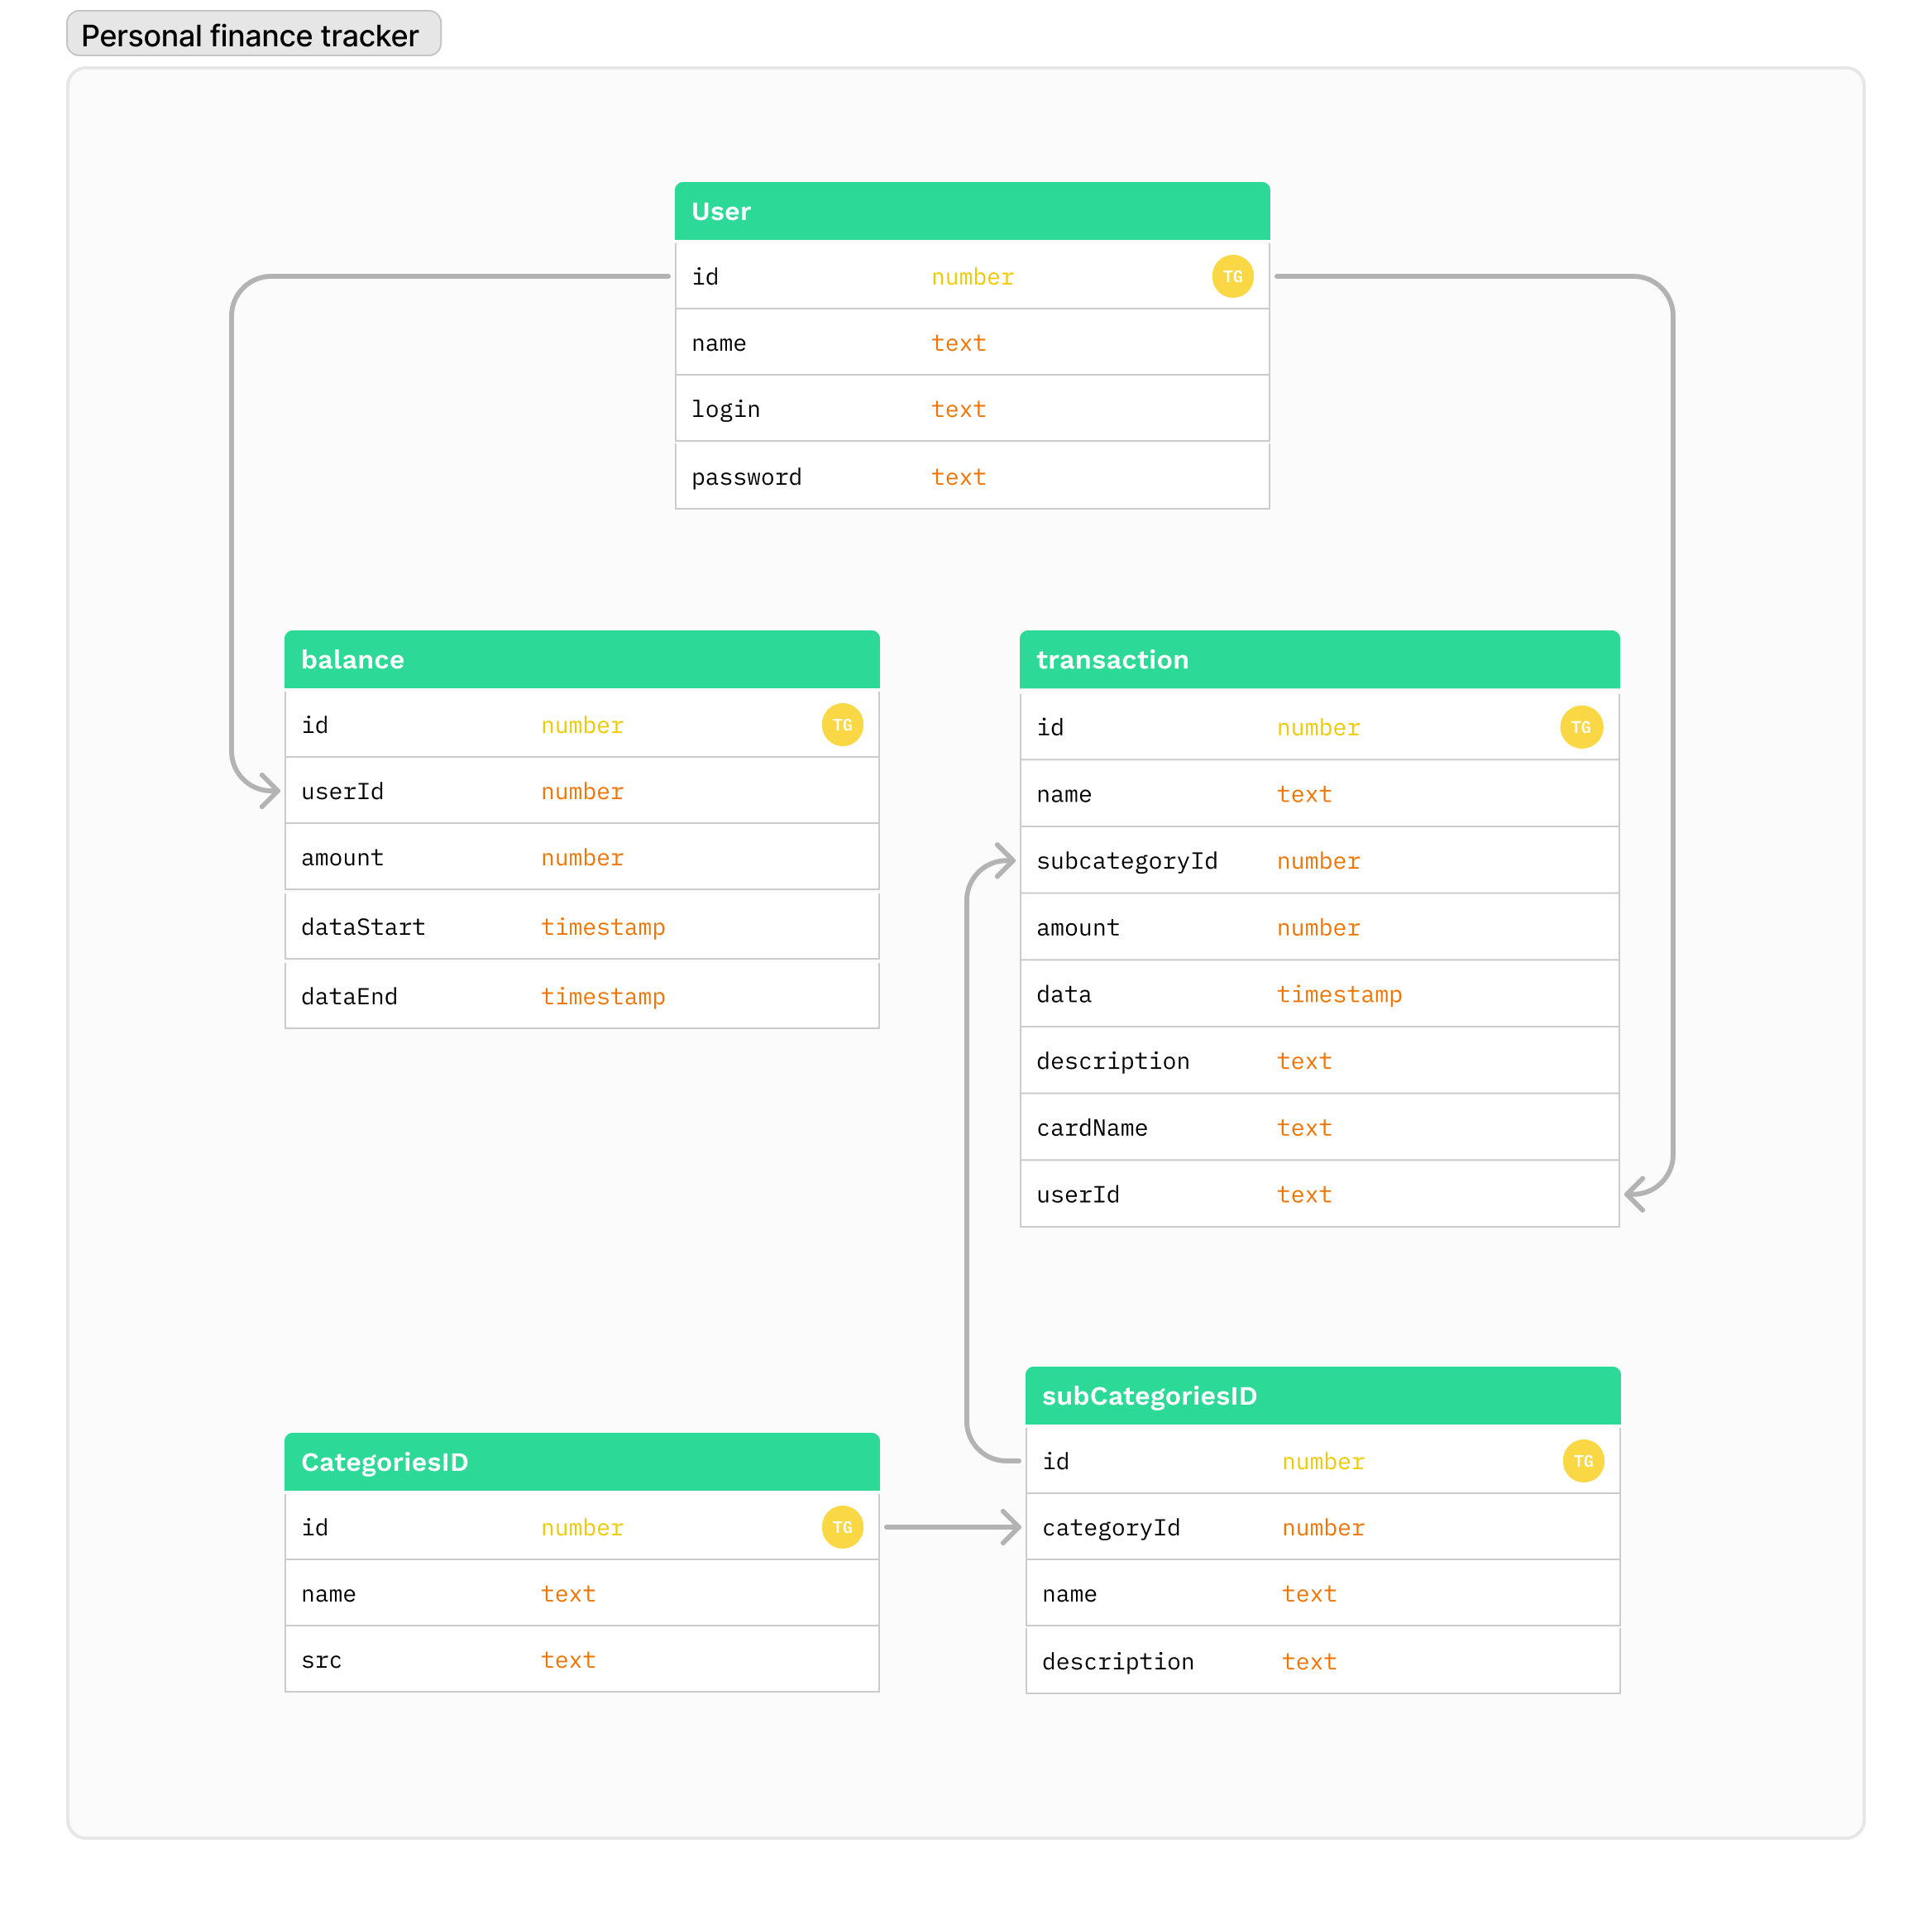 Personal finance tracker
User
id number TG
name text
login text
password text
balance
id number TG
userId number
amount number
dataStart timestamp
dataEnd timestamp
transaction
id number TG
name text
subcategoryId number
amount number
data timestamp
description text
cardName text
userId text
CategoriesID
id number TG
name text
src text
subCategoriesID
id number TG
categoryId number
name text
description text